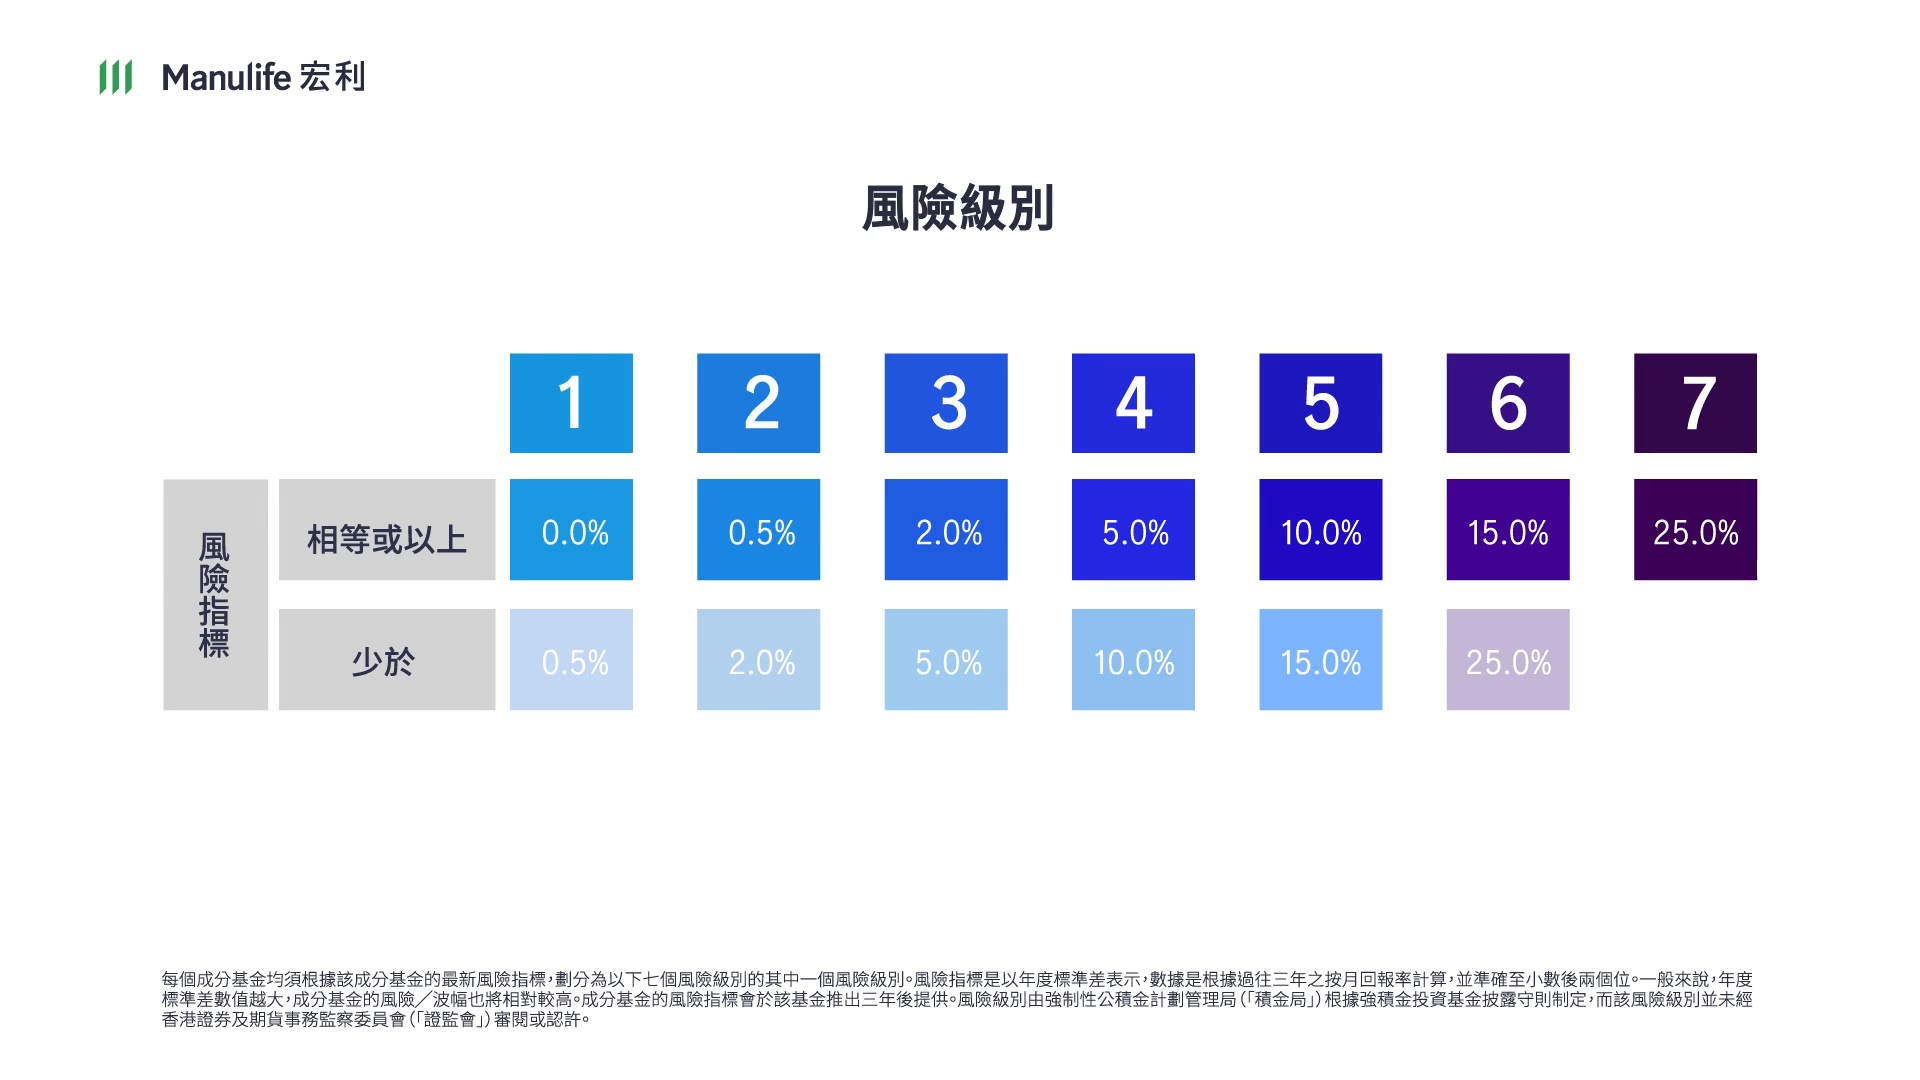 Manulife 宏利
風險級別
1 2 3 4 5 6 7
風險指標
相等或以上 0.0% 0.5% 2.0% 5.0% 10.0% 15.0% 25.0%
少於 0.5% 2.0% 5.0% 10.0% 15.0% 25.0%
每個成分基金均須根據該成分基金的最新風險指標，劃分為以下七個風險級別的其中一個風險級別。風險指標是以年度標準差表示，數據是根據過往三年之按月回報率計算，並準確至小數後兩個位。一般來說，年度
標準差數值越大，成分基金的風險／波幅也將相對較高。成分基金的風險指標會於該基金推出三年後提供。風險級別由強制性公積金計劃管理局（「積金局」）根據強積金投資基金披露守則制定，而該風險級別並未經
香港證券及期貨事務監察委員會（「證監會」）審閱或認許。